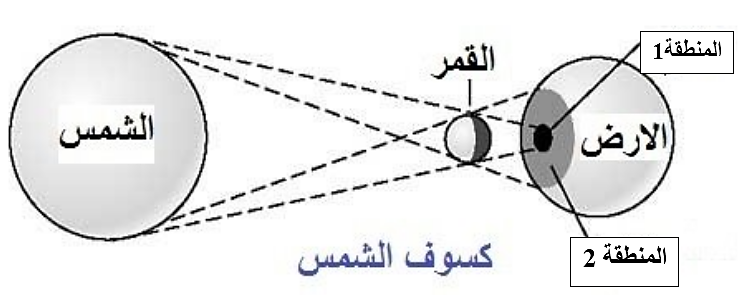 المنطقة1
القمر
الشمس
الارض
المنطقة 2
كسوف الشمس